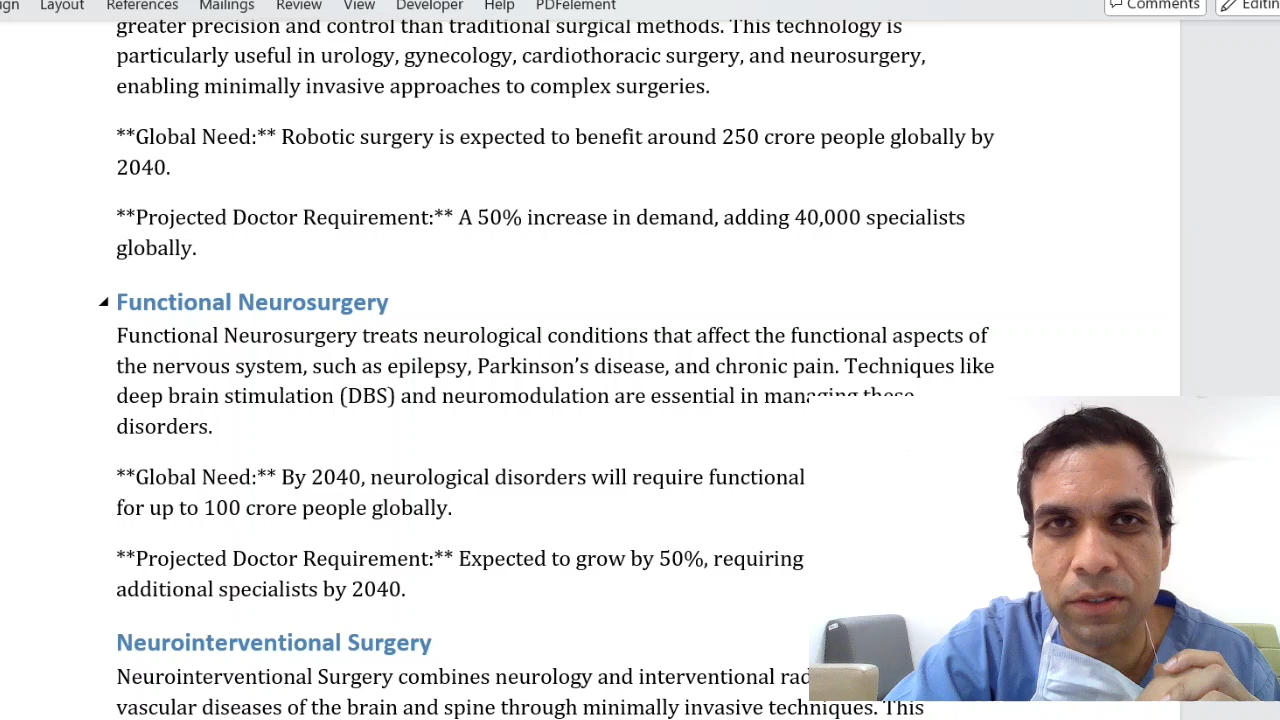 Layout References Mailings Review View Developer Help PDFelement Comments
greater precision and control than traditional surgical methods. This technology is
particularly useful in urology, gynecology, cardiothoracic surgery, and neurosurgery,
enabling minimally invasive approaches to complex surgeries.
**Global Need:** Robotic surgery is expected to benefit around 250 crore people globally by
2040.
**Projected Doctor Requirement:** A 50% increase in demand, adding 40,000 specialists
globally.
Functional Neurosurgery
Functional Neurosurgery treats neurological conditions that affect the functional aspects of
the nervous system, such as epilepsy, Parkinson’s disease, and chronic pain. Techniques like
deep brain stimulation (DBS) and neuromodulation are essential in managing these
disorders.
**Global Need:** By 2040, neurological disorders will require functional
for up to 100 crore people globally.
**Projected Doctor Requirement:** Expected to grow by 50%, requiring
additional specialists by 2040.
Neurointerventional Surgery
Neurointerventional Surgery combines neurology and interventional
vascular diseases of the brain and spine through minimally invasive techniques. This